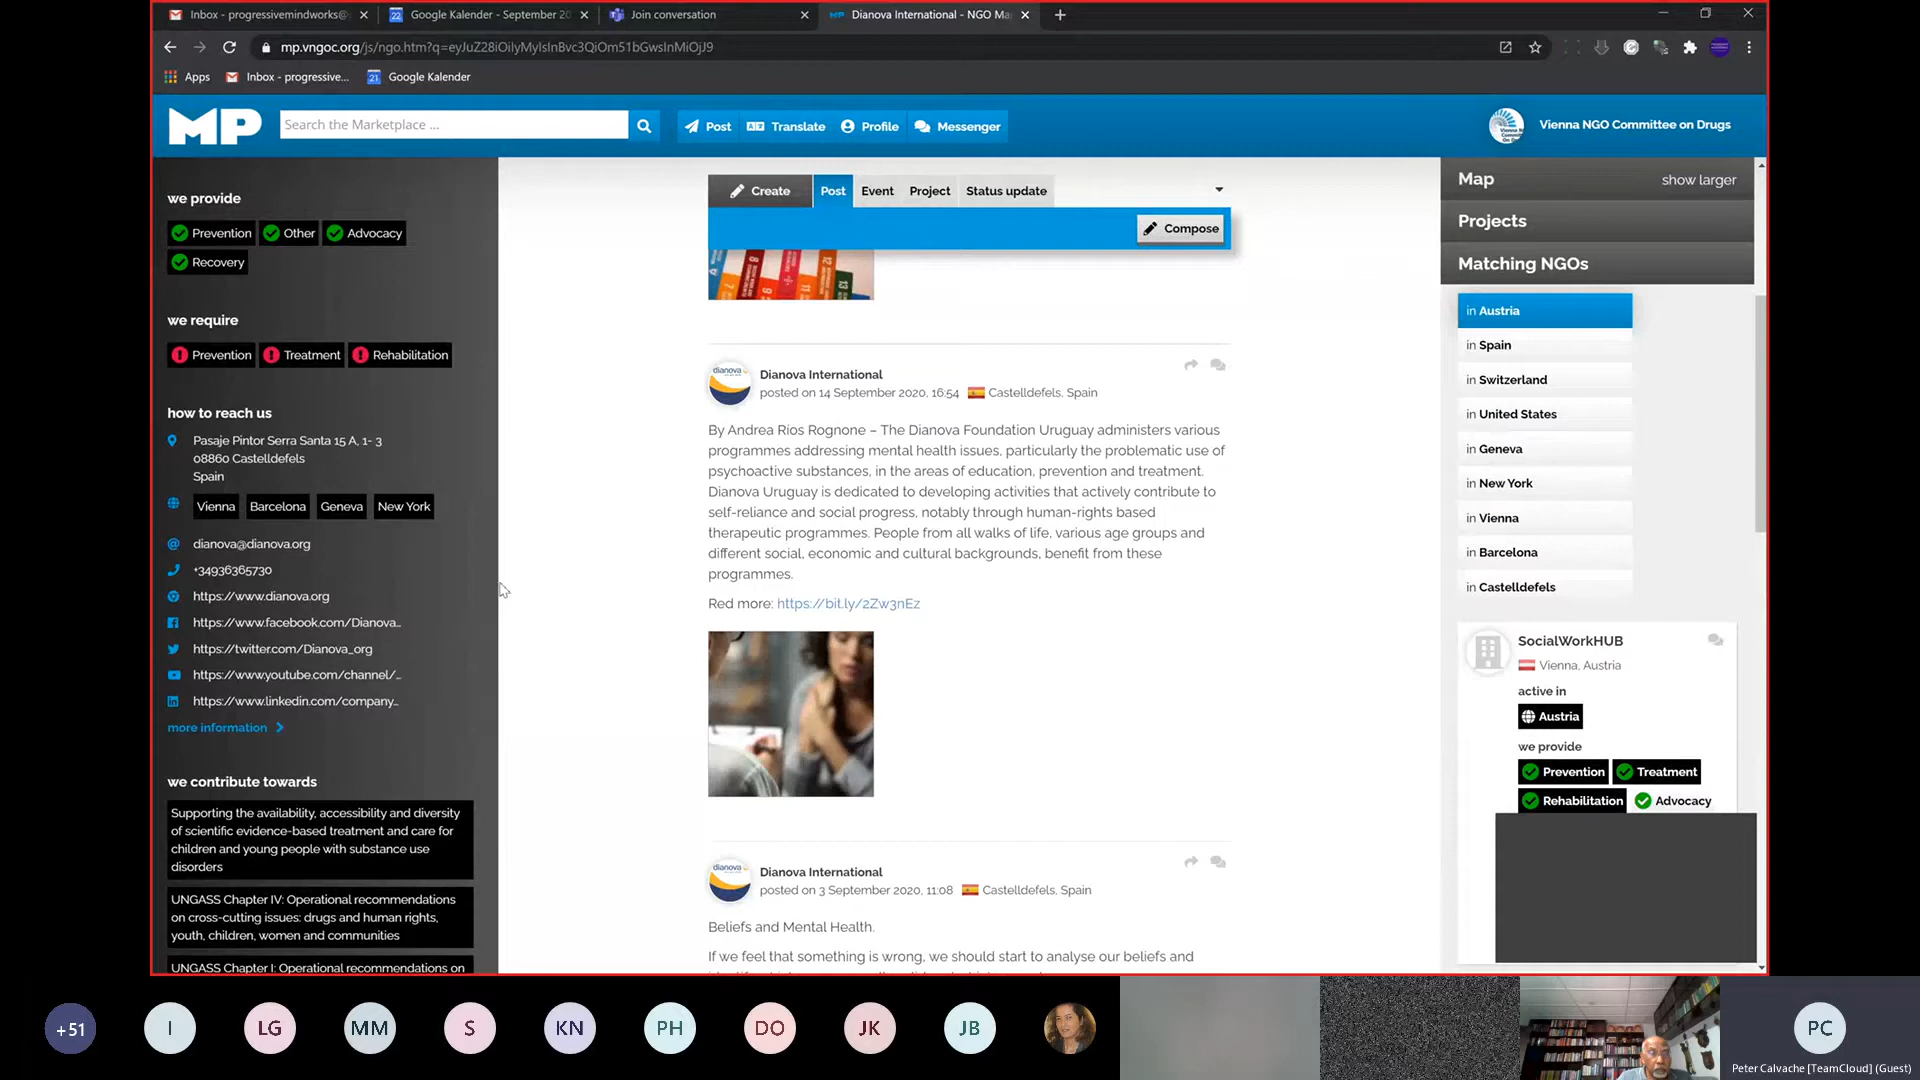 Inbox - progressivemindworks@
Google Kalender - September 20
Join conversation
Dianova International - NGO Ma
mp.vngoc.org/js/ngo.htm?q=eyJuZ28iOiIyMyIsInBvc3QiOm51bGwsInMiOjJ9
Apps
Inbox - progressive...
Google Kalender
MP
Search the Marketplace ...
Post
Translate
Profile
Messenger
Vienna NGO Committee on Drugs
we provide
Prevention
Other
Advocacy
Recovery
we require
Prevention
Treatment
Rehabilitation
how to reach us
Pasaje Pintor Serra Santa 15 A, 1- 3
08860 Castelldefels
Spain
Vienna
Barcelona
Geneva
New York
dianova@dianova.org
+34936365730
https://www.dianova.org
https://www.facebook.com/Dianova...
https://twitter.com/Dianova_org
https://www.youtube.com/channel/...
https://www.linkedin.com/company...
more information
we contribute towards
Supporting the availability, accessibility and diversity
of scientific evidence-based treatment and care for
children and young people with substance use
disorders
UNGASS Chapter IV: Operational recommendations
on cross-cutting issues: drugs and human rights,
youth, children, women and communities
UNGASS Chapter I: Operational recommendations on
Create
Post
Event
Project
Status update
Compose
dianova
Dianova International
posted on 14 September 2020, 16:54
Castelldefels, Spain
By Andrea Rios Rognone – The Dianova Foundation Uruguay administers various
programmes addressing mental health issues, particularly the problematic use of
psychoactive substances, in the areas of education, prevention and treatment.
Dianova Uruguay is dedicated to developing activities that actively contribute to
self-reliance and social progress, notably through human-rights based
therapeutic programmes. People from all walks of life, various age groups and
different social, economic and cultural backgrounds, benefit from these
programmes.
Red more: https://bit.ly/2Zw3nEz
dianova
Dianova International
posted on 3 September 2020, 11:08
Castelldefels, Spain
Beliefs and Mental Health.
If we feel that something is wrong, we should start to analyse our beliefs and
Map
show larger
Projects
Matching NGOs
in Austria
in Spain
in Switzerland
in United States
in Geneva
in New York
in Vienna
in Barcelona
in Castelldefels
SocialWorkHUB
Vienna, Austria
active in
Austria
we provide
Prevention
Treatment
Rehabilitation
Advocacy
+51
I
LG
MM
S
KN
PH
DO
JK
JB
PC
Peter Calvache [TeamCloud] (Guest)